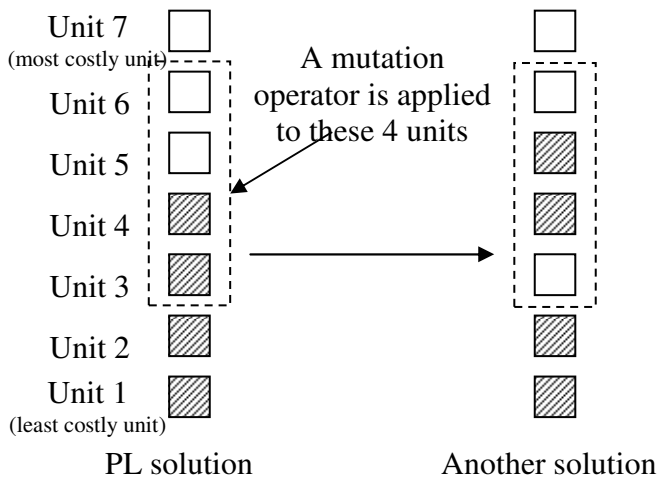 Unit 7
(most costly unit)
Unit 6
Unit 5
Unit 4
Unit 3
Unit 2
Unit 1
(least costly unit)
A mutation
operator is applied
to these 4 units
PL solution
Another solution